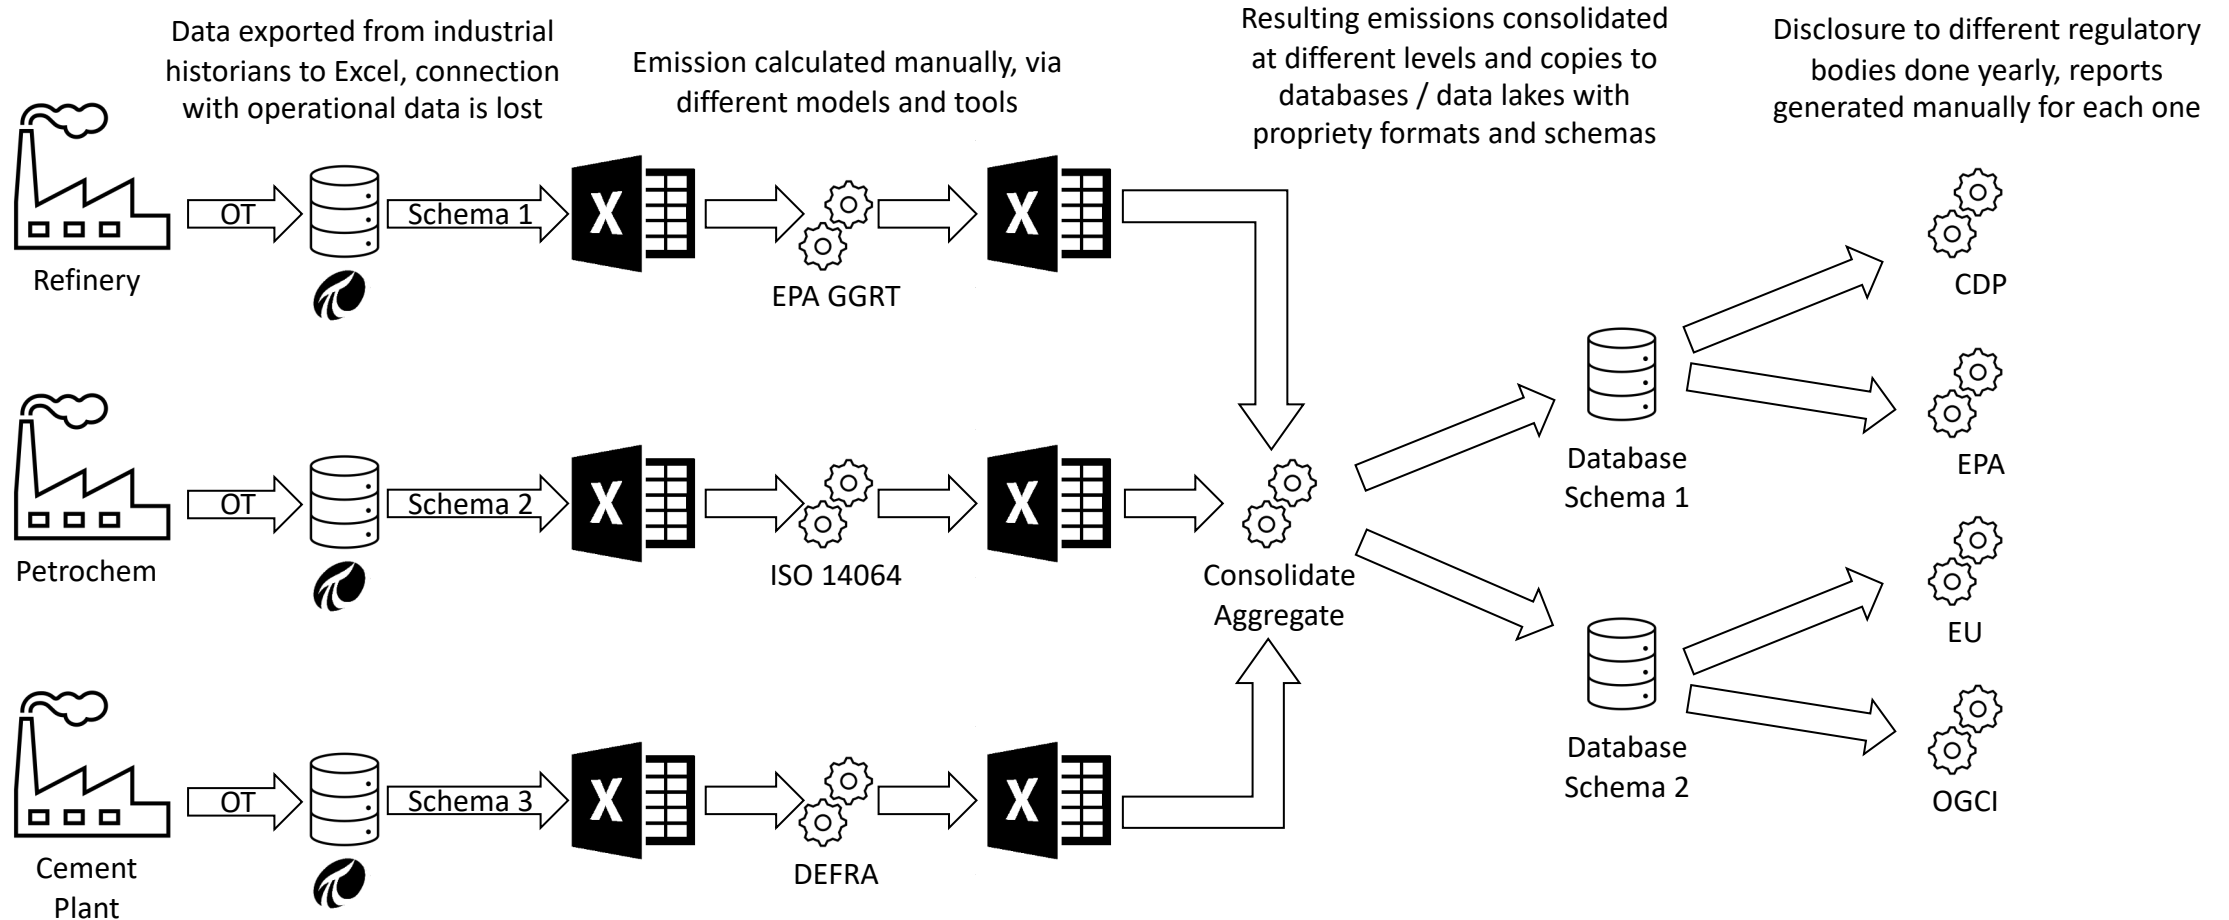 Data exported from industrial
historians to Excel, connection
with operational data is lost
Emission calculated manually, via
different models and tools
Resulting emissions consolidated
at different levels and copies to
databases / data lakes with
propriety formats and schemas
Disclosure to different regulatory
bodies done yearly, reports
generated manually for each one
OT
Schema 1
X
X
Refinery
EPA GGRT
CDP
EPA
Database
Schema 1
OT
Schema 2
X
X
Petrochem
ISO 14064
Consolidate
Aggregate
EU
Database
Schema 2
OGCI
OT
Schema 3
X
X
Cement
Plant
DEFRA